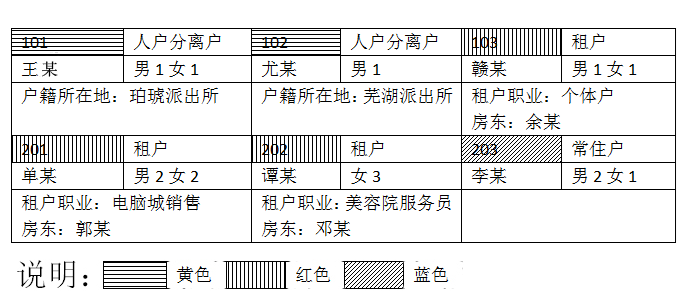 101 人户分离户 102 人户分离户 103 租户
王某 男1女1 尤某 男1 赣某 男1女1
户籍所在地：珀琥派出所 户籍所在地：芜湖派出所 租户职业：个体户
房东：余某
201 租户 202 租户 203 常住户
单某 男2女2 谭某 女3 李某 男2女1
租户职业：电脑城销售 租户职业：美容院服务员
房东：郭某 房东：邓某
说明： 黄色 红色 蓝色